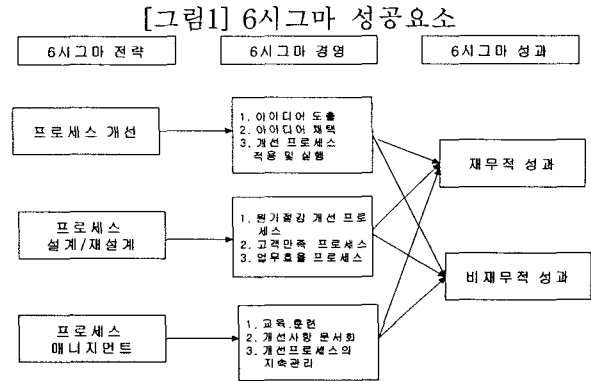 [그림1] 6시그마 성공요소
6시그마 전략
6시그마 경영
6시그마 성과
프로세스 개선
1. 아이디어 도출
2. 아이디어 채택
3. 개선 프로세스
적용 및 실행
재무적 성과
프로세스
설계/재설계
1. 원가절감 개선 프로
세스
2. 고객만족 프로세스
3. 업무효율 프로세스
비재무적 성과
프로세스
매니지먼트
1. 교육.훈련
2. 개선사항 문서화
3. 개선프로세스의
지속관리